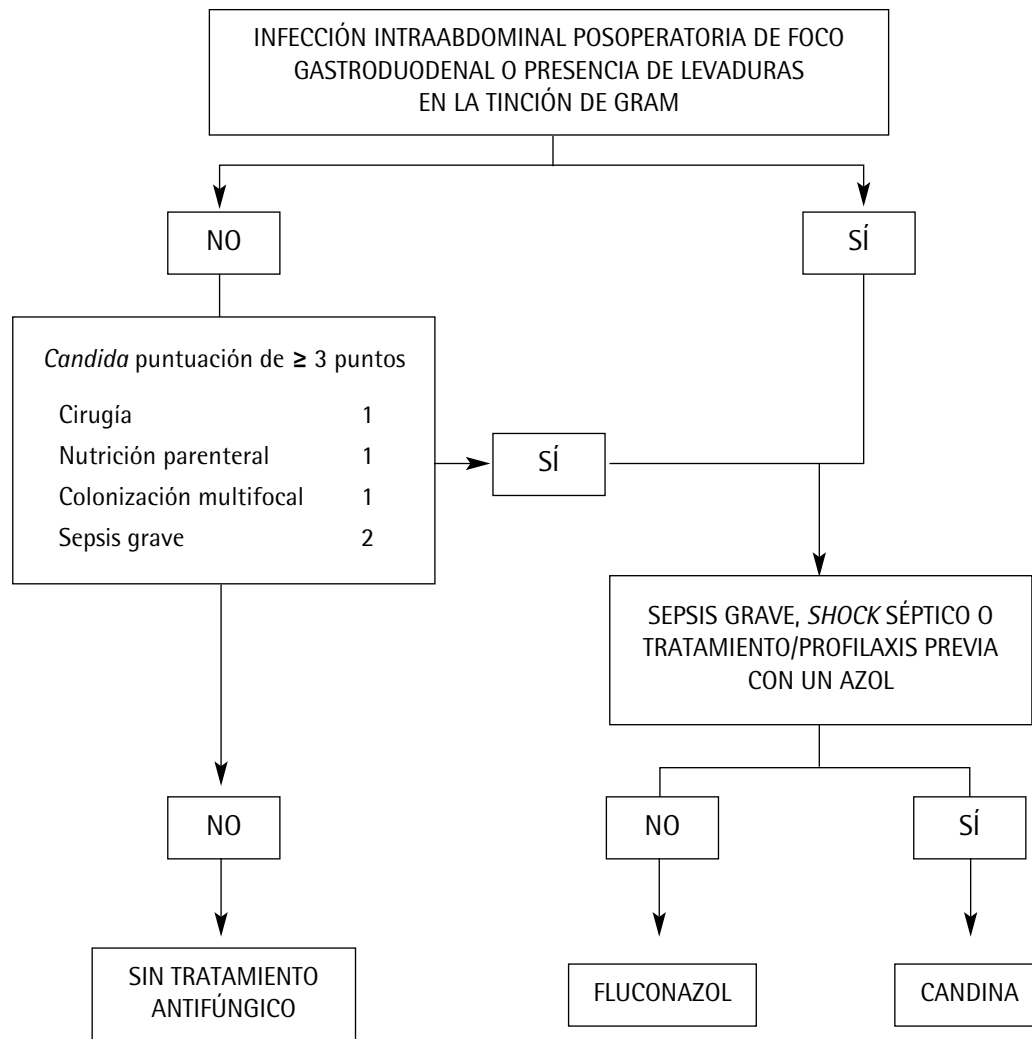 INFECCIÓN INTRAABDOMINAL POSOPERATORIA DE FOCO
GASTRODUODENAL O PRESENCIA DE LEVADURAS
EN LA TINCIÓN DE GRAM
NO
SÍ
Candida puntuación de ≥ 3 puntos
Cirugía 1
Nutrición parenteral 1
Colonización multifocal 1
Sepsis grave 2
SÍ
SEPSIS GRAVE, SHOCK SÉPTICO O
TRATAMIENTO/PROFILAXIS PREVIA
CON UN AZOL
NO
NO
SÍ
SIN TRATAMIENTO
ANTIFÚNGICO
FLUCONAZOL
CANDINA